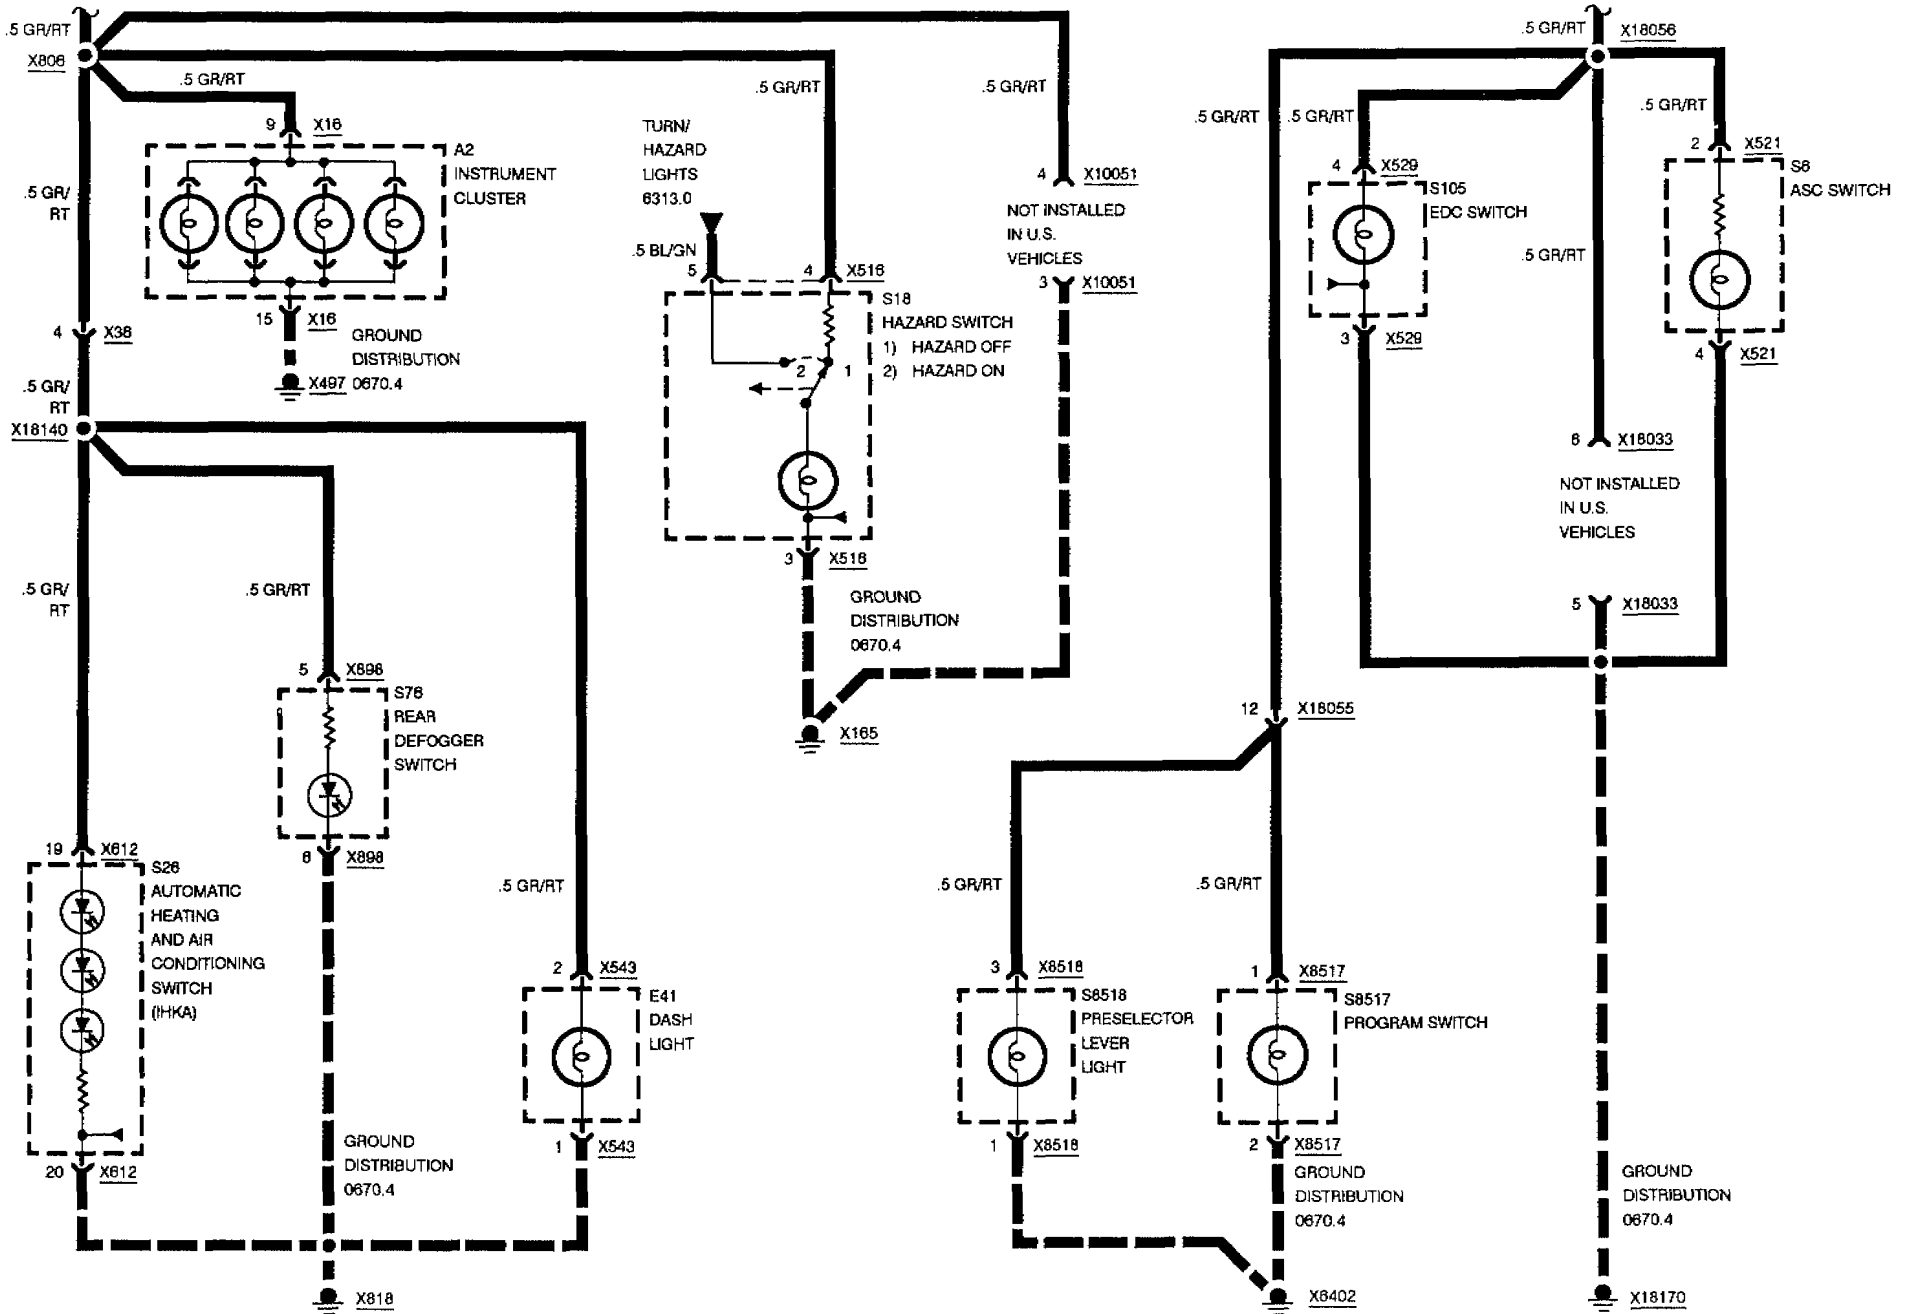 .5 GR/RT
X806
.5 GR/RT
9 X16
A2
INSTRUMENT
CLUSTER
.5 GR/
RT
15 X16
GROUND
DISTRIBUTION
X497 0670.4
4 X38
.5 GR/
RT
X18140
.5 GR/
RT
.5 GR/RT
5 X898
S76
REAR
DEFOGGER
SWITCH
6 X898
19 X612
S26
AUTOMATIC
HEATING
AND AIR
CONDITIONING
SWITCH
(IHKA)
20 X612
GROUND
DISTRIBUTION
0670.4
X818
.5 GR/RT
2 X543
E41
DASH
LIGHT
1 X543
TURN/
HAZARD
LIGHTS
6313.0
.5 BL/GN
.5 GR/RT
5 4 X516
S18
HAZARD SWITCH
1) HAZARD OFF
2) HAZARD ON
2 1
3 X516
GROUND
DISTRIBUTION
0670.4
X165
.5 GR/RT
4 X10051
NOT INSTALLED
IN U.S.
VEHICLES
3 X10051
.5 GR/RT X18056
.5 GR/RT .5 GR/RT .5 GR/RT
4 X529
S105
EDC SWITCH
3 X529
2 X521
S6
ASC SWITCH
4 X521
.5 GR/RT
6 X18033
NOT INSTALLED
IN U.S.
VEHICLES
5 X18033
12 X18055
.5 GR/RT .5 GR/RT
3 X8518
S8518
PRESELECTOR
LEVER
LIGHT
1 X8518
1 X8517
S8517
PROGRAM SWITCH
2 X8517
GROUND
DISTRIBUTION
0670.4
X6402
GROUND
DISTRIBUTION
0670.4
X18170